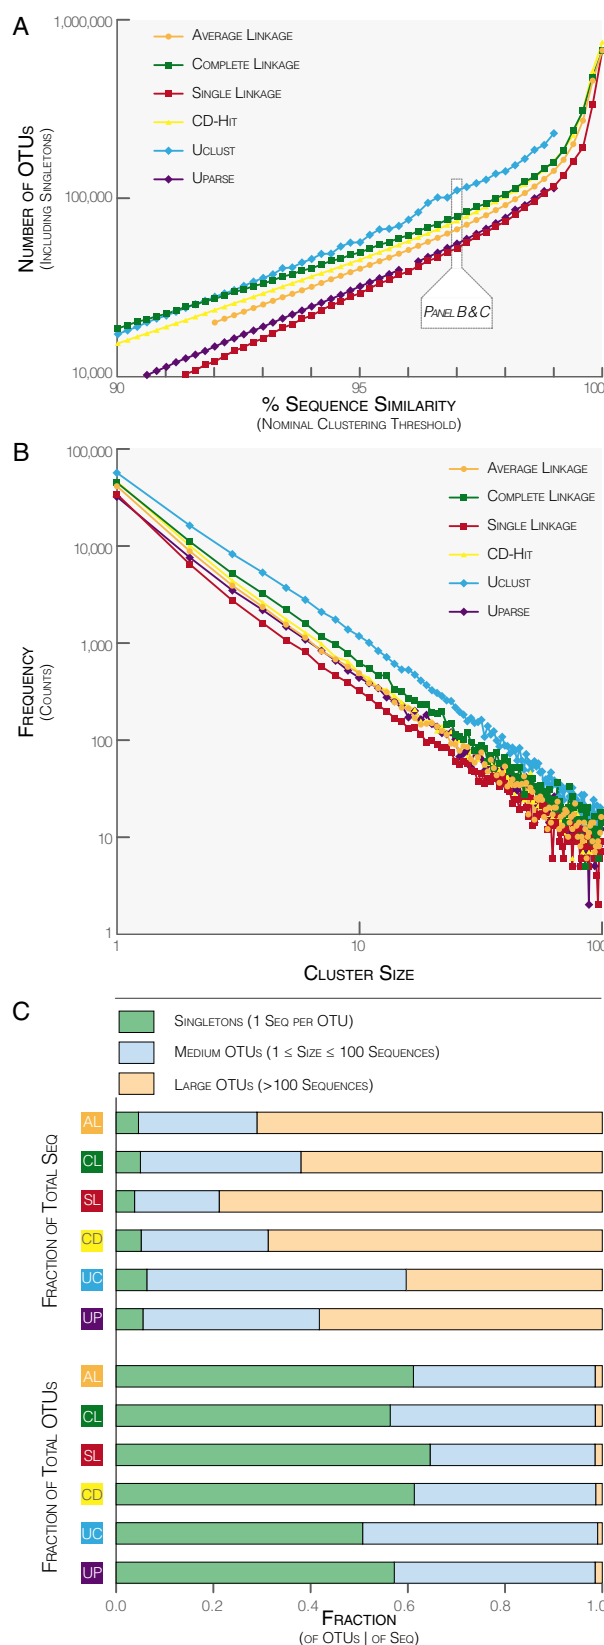 A
1,000,000
Average Linkage
Complete Linkage
Single Linkage
CD-Hit
Uclust
Uparse
Number of OTUs
(Including Singletons)
100,000
Panel B & C
10,000
90
95
100
% Sequence Similarity
(Nominal Clustering Threshold)
B
100,000
Average Linkage
Complete Linkage
Single Linkage
CD-Hit
Uclust
Uparse
10,000
1,000
Frequency
(Counts)
100
10
1
1
10
100
Cluster Size
C
Singletons (1 Seq per OTU)
Medium OTUs (1 ≤ Size ≤ 100 Sequences)
Large OTUs (>100 Sequences)
Fraction of Total Seq
AL
CL
SL
CD
UC
UP
Fraction of Total OTUs
AL
CL
SL
CD
UC
UP
0.0
0.2
0.4
0.6
0.8
1.0
Fraction
(of OTUs | of Seq)